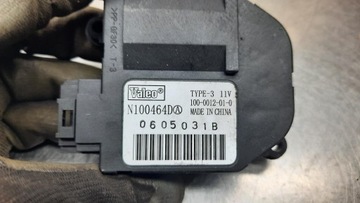 Valeo
TYPE-3 11V
100-0012-01-0
N100464D Ⓐ MADE IN CHINA
0605031B